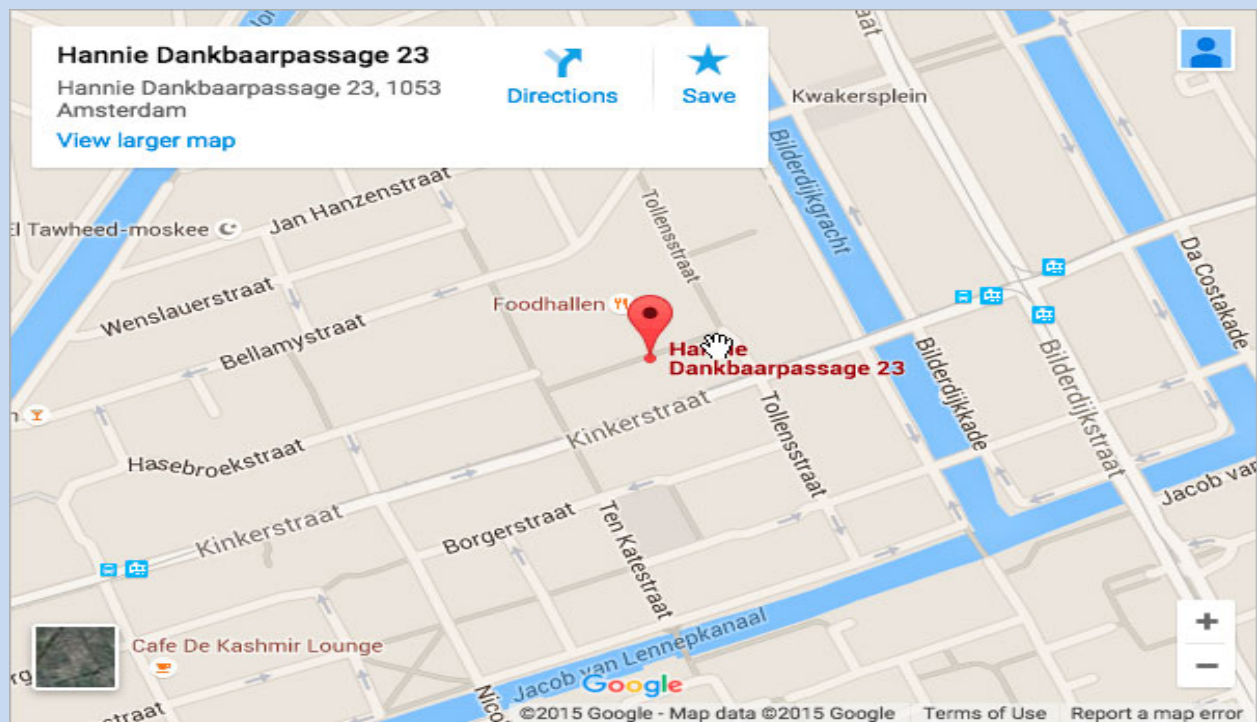 Hannie Dankbaarpassage 23
Hannie Dankbaarpassage 23, 1053
Amsterdam
View larger map
Directions
Save
Kwakersplein
Jan Hanzenstraat
El Tawheed-moskee
Tollensstraat
Bilderdijkgracht
Da Costakade
Wenslauerstraat
Foodhallen
Bellamystraat
Dankbaarpassage 23
Bilderdijkkade
Bilderdijkstraat
Kinkerstraat
Tollensstraat
Hasebroekstraat
Jacob van
Kinkerstraat
Borgerstraat
Ten Katestraat
Cafe De Kashmir Lounge
Jacob van Lennepkanaal
Nico
straat
Google
©2015 Google - Map data ©2015 Google
Terms of Use
Report a map error